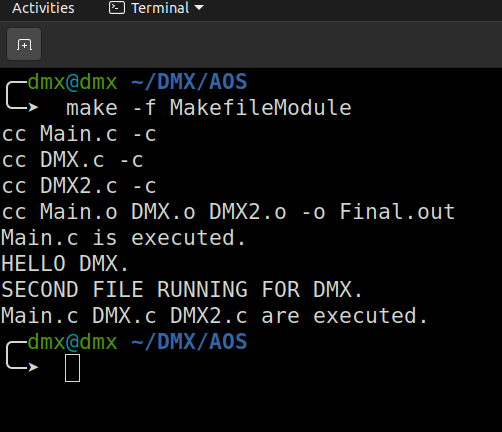 Activities Terminal
dmx@dmx ~/DMX/AOS
make -f MakefileModule
cc Main.c -c
cc DMX.c -c
cc DMX2.c -c
cc Main.o DMX.o DMX2.o -o Final.out
Main.c is executed.
HELLO DMX.
SECOND FILE RUNNING FOR DMX.
Main.c DMX.c DMX2.c are executed.
dmx@dmx ~/DMX/AOS